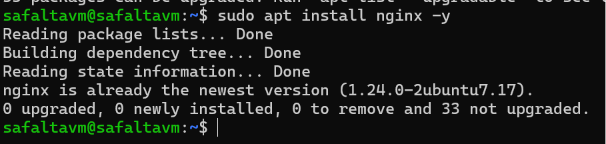 safaltavm@safaltavm:~$ sudo apt install nginx -y
Reading package lists... Done
Building dependency tree... Done
Reading state information... Done
nginx is already the newest version (1.24.0-2ubuntu7.17).
0 upgraded, 0 newly installed, 0 to remove and 33 not upgraded.
safaltavm@safaltavm:~$